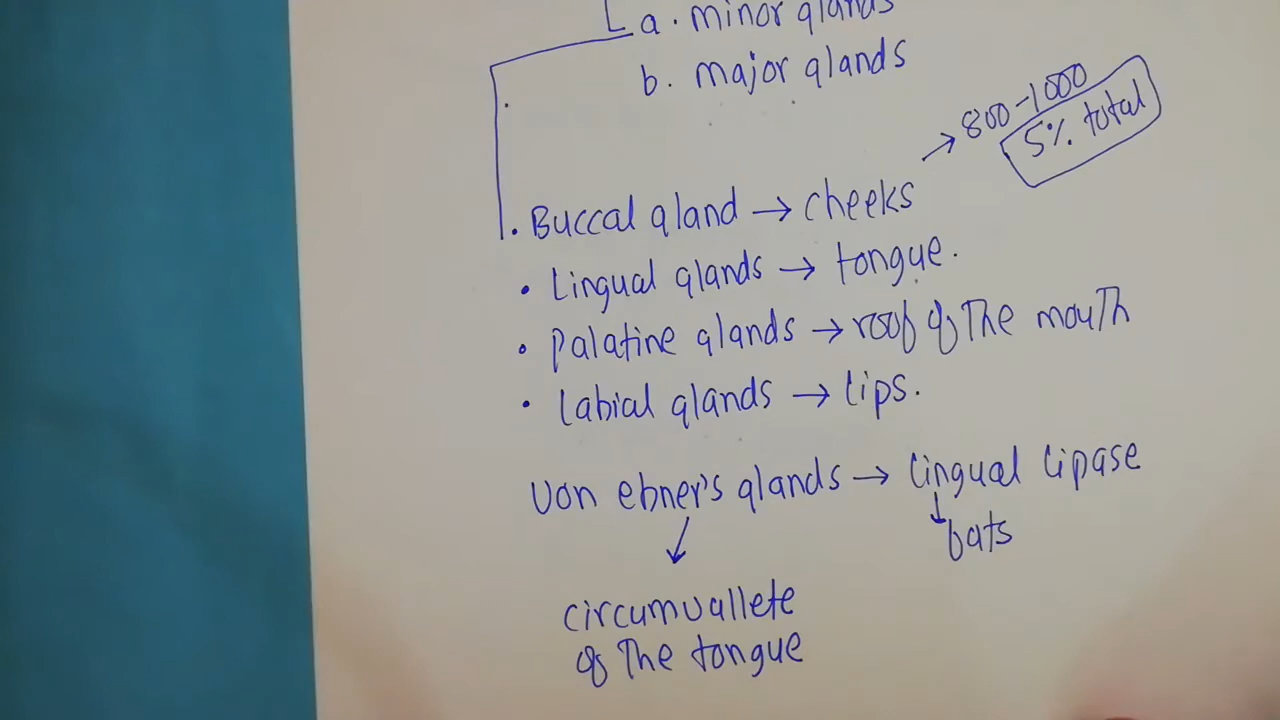 a. minor glands
b. major glands
→ 800-1000
5% total
• Buccal gland → cheeks
• Lingual glands → tongue.
• palatine glands → roof of The mouth
• Labial glands → lips.
Von ebner's glands → lingual lipase
↓ fats
↓
circumvallete
of The tongue